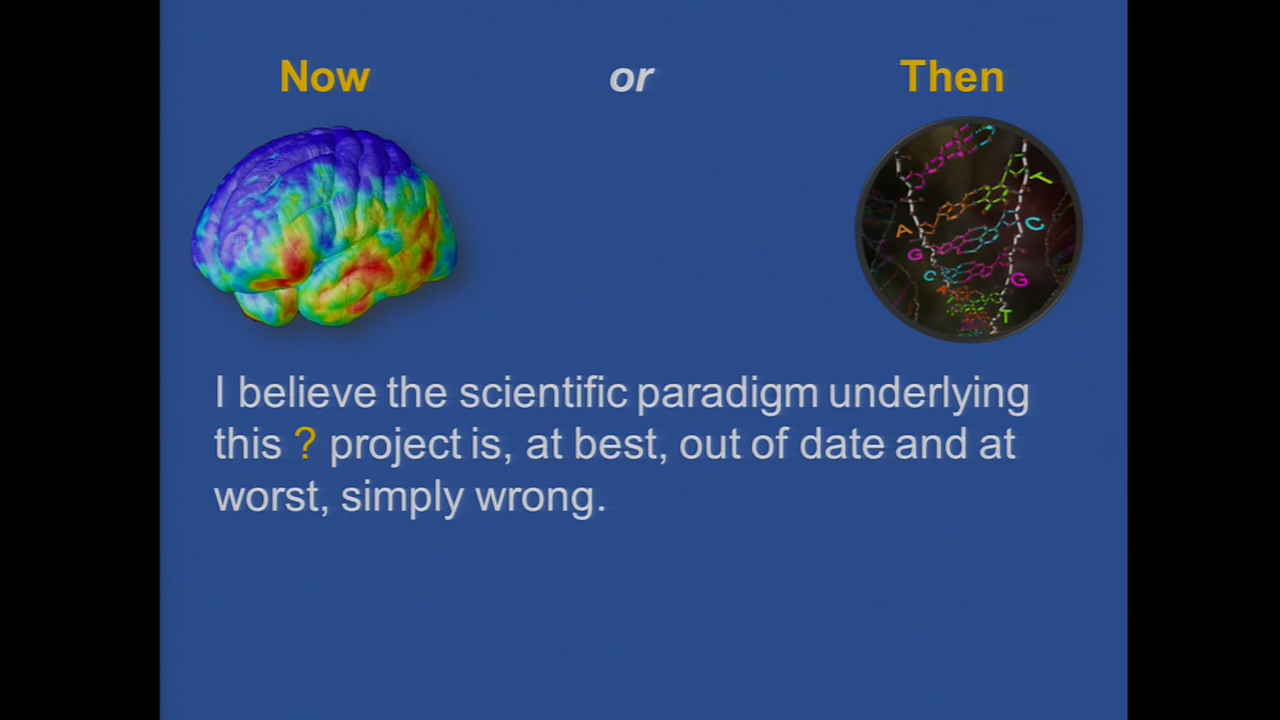 Now or Then
A
T
C
G
C
G
A
T
I believe the scientific paradigm underlying
this ? project is, at best, out of date and at
worst, simply wrong.